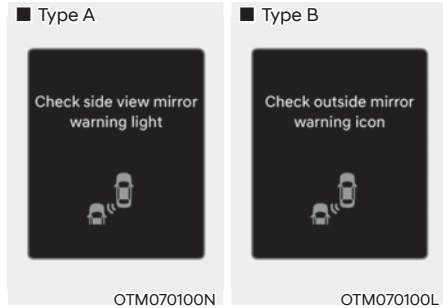 ■ Type A
Check side view mirror
warning light
OTM070100N
■ Type B
Check outside mirror
warning icon
OTM070100L